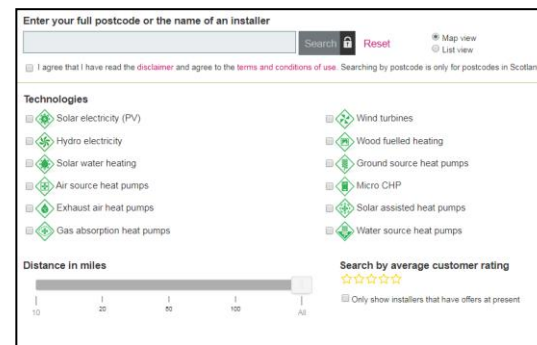 Enter your full postcode or the name of an installer
Search Reset
Map view
List view
I agree that I have read the disclaimer and agree to the terms and conditions of use. Searching by postcode is only for postcodes in Scotlan
Technologies
Solar electricity (PV)
Wind turbines
Hydro electricity
Wood fuelled heating
Solar water heating
Ground source heat pumps
Air source heat pumps
Micro CHP
Exhaust air heat pumps
Solar assisted heat pumps
Gas absorption heat pumps
Water source heat pumps
Distance in miles
10 20 50 100 All
Search by average customer rating
Only show installers that have offers at present